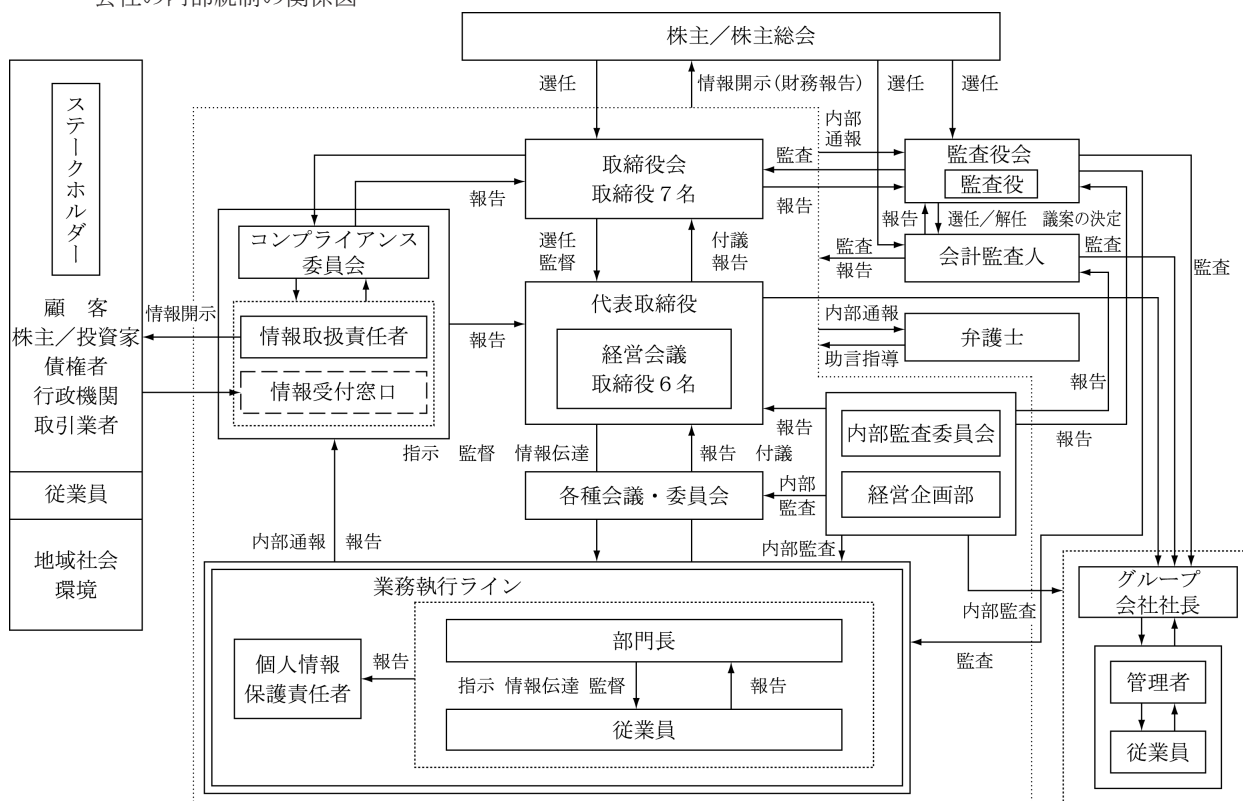 会社の内部統制の関係図
株主／株主総会
選任
情報開示（財務報告）
選任
選任
ステークホルダー
顧　客
株主／投資家
債権者
行政機関
取引業者
従業員
地域社会
環境
取締役会
取締役７名
内部
通報
監査
報告
監査役会
監査役
報告
選任／解任　議案の決定
会計監査人
監査
報告
監査
監査
報告
コンプライアンス
委員会
選任
監督
付議
報告
情報開示
情報取扱責任者
情報受付窓口
報告
代表取締役
経営会議
取締役６名
内部通報
助言指導
弁護士
報告
報告
報告
内部監査委員会
経営企画部
指示　監督　情報伝達
報告　付議
各種会議・委員会
内部
監査
内部通報
報告
内部監査
内部監査
監査
業務執行ライン
個人情報
保護責任者
報告
部門長
指示 情報伝達 監督
報告
従業員
グループ
会社社長
管理者
従業員